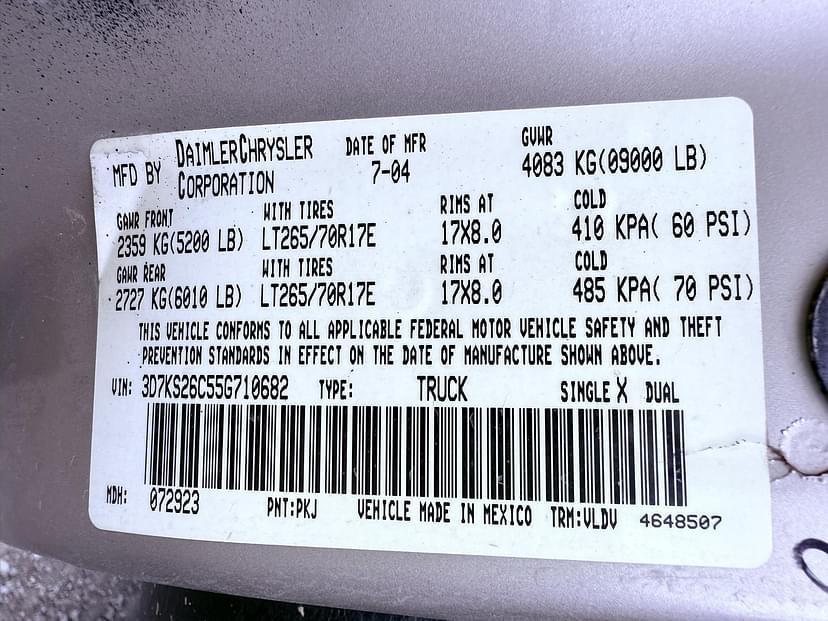 MFD BY DAIMLERCHRYSLER CORPORATION DATE OF MFR 7-04 GVWR 4083 KG(09000 LB)
GAWR FRONT WITH TIRES RIMS AT COLD
2359 KG(5200 LB) LT265/70R17E 17X8.0 410 KPA( 60 PSI)
GAWR REAR WITH TIRES RIMS AT COLD
2727 KG(6010 LB) LT265/70R17E 17X8.0 485 KPA( 70 PSI)
THIS VEHICLE CONFORMS TO ALL APPLICABLE FEDERAL MOTOR VEHICLE SAFETY AND THEFT
PREVENTION STANDARDS IN EFFECT ON THE DATE OF MANUFACTURE SHOWN ABOVE.
VIN: 3D7KS26C55G710682 TYPE: TRUCK SINGLE X DUAL
MDH: 072923 PNT:PKJ VEHICLE MADE IN MEXICO TRM:VLDV 4648507